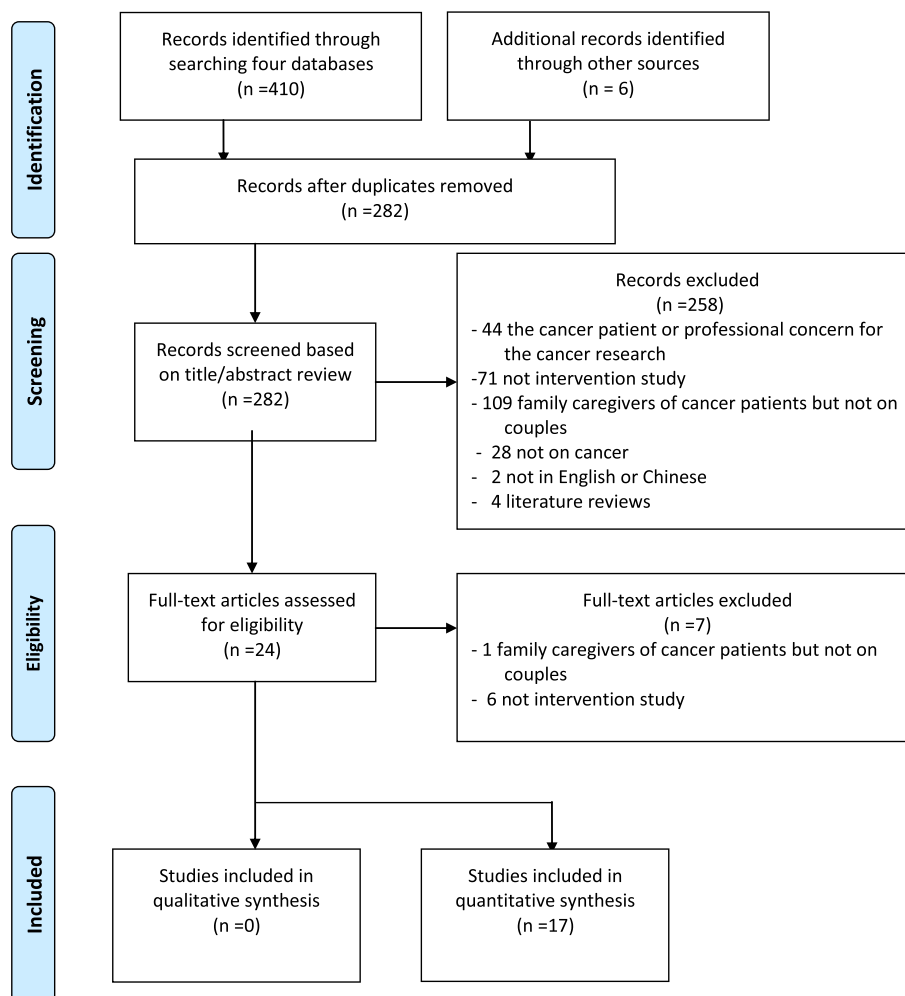 Identification
Records identified through
searching four databases
(n =410)
Additional records identified
through other sources
(n = 6)
Records after duplicates removed
(n =282)
Screening
Records screened based
on title/abstract review
(n =282)
Records excluded
(n =258)
- 44 the cancer patient or professional concern for
the cancer research
-71 not intervention study
- 109 family caregivers of cancer patients but not on
couples
- 28 not on cancer
- 2 not in English or Chinese
- 4 literature reviews
Eligibility
Full-text articles assessed
for eligibility
(n =24)
Full-text articles excluded
(n =7)
- 1 family caregivers of cancer patients but not on
couples
- 6 not intervention study
Included
Studies included in
qualitative synthesis
(n =0)
Studies included in
quantitative synthesis
(n =17)